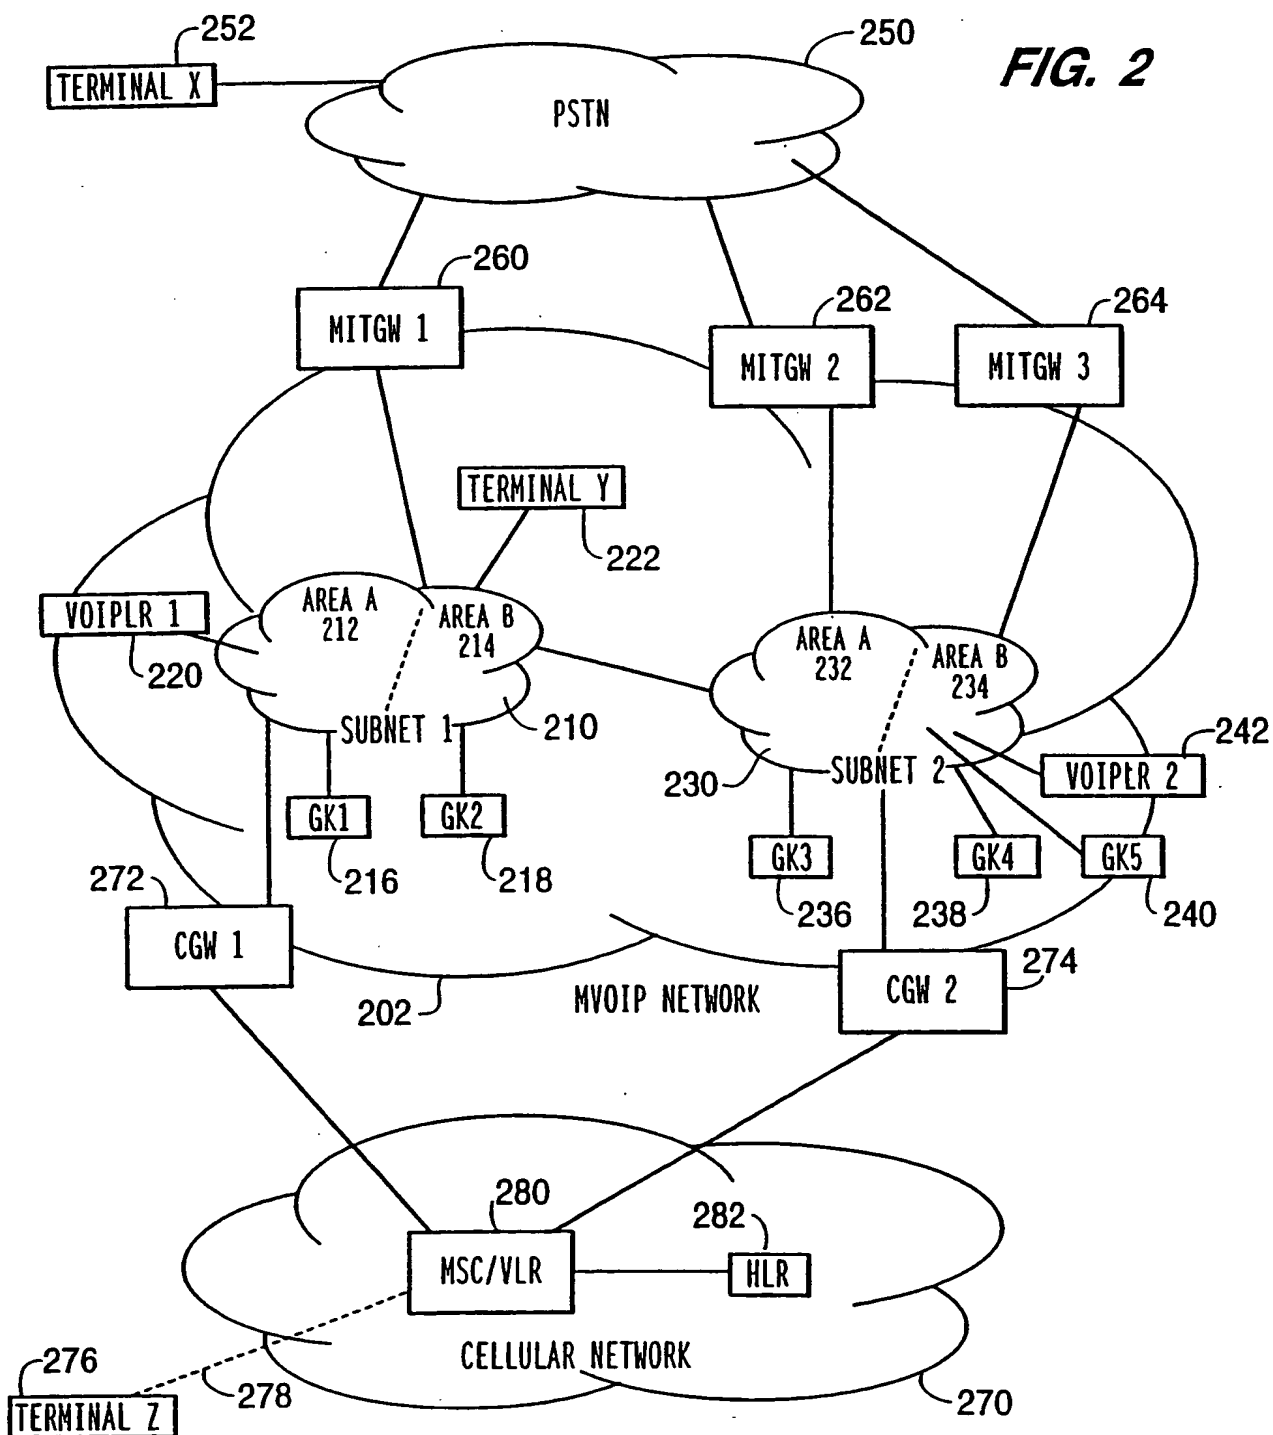 252
250
FIG. 2
TERMINAL X
PSTN
260
262
264
MITGW 1
MITGW 2
MITGW 3
TERMINAL Y
222
VOIPLR 1
220
AREA A
212
AREA B
214
AREA A
232
AREA B
234
SUBNET 1
210
230
SUBNET 2
242
VOIPLR 2
GK1
GK2
216
218
GK3
GK4
GK5
236
238
240
272
CGW 1
202
MVOIP NETWORK
274
CGW 2
280
282
MSC/VLR
HLR
CELLULAR NETWORK
276
278
270
TERMINAL Z